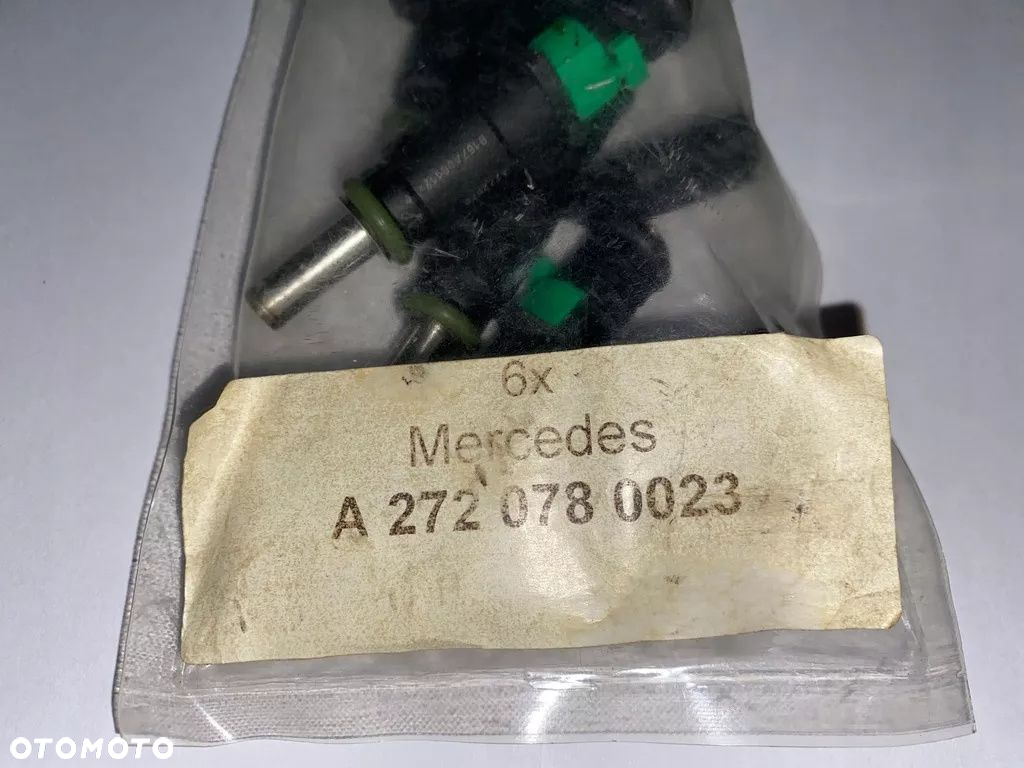 6x
Mercedes
A 272 078 0023
OTOMOTO